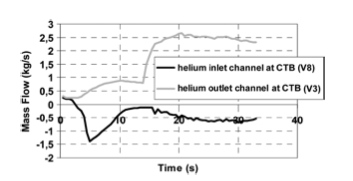 3
2,5
2
1,5
1
0,5
0
-0,5
-1
-1,5
-2
Mass Flow (kg/s)
helium inlet channel at CTB (V8)
helium outlet channel at CTB (V3)
0 10 20 30 40
Time (s)